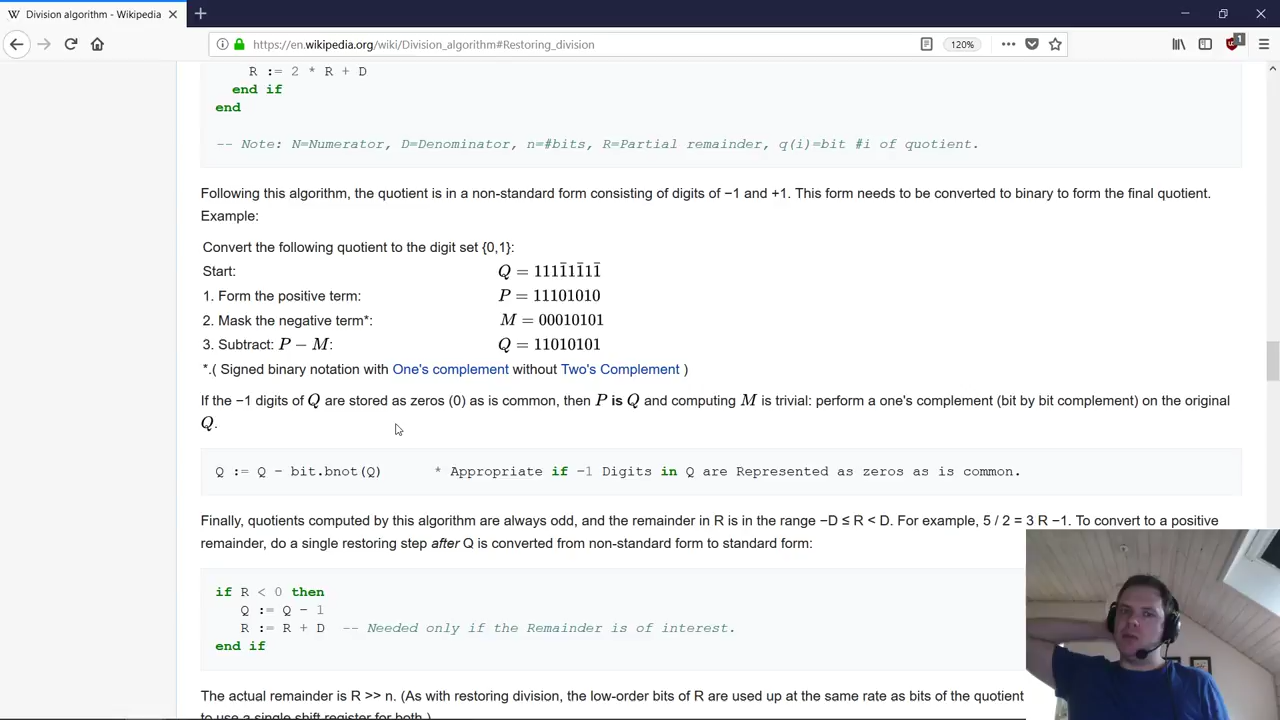 Division algorithm - Wikipedia
https://en.wikipedia.org/wiki/Division_algorithm#Restoring_division
120%
1
R := 2 * R + D
end if
end
-- Note: N=Numerator, D=Denominator, n=#bits, R=Partial remainder, q(i)=bit #i of quotient.
Following this algorithm, the quotient is in a non-standard form consisting of digits of −1 and +1. This form needs to be converted to binary to form the final quotient.
Example:
Convert the following quotient to the digit set {0,1}:
Start: Q = 1111̄11̄11̄
1. Form the positive term: P = 11101010
2. Mask the negative term*: M = 00010101
3. Subtract: P − M: Q = 11010101
*.( Signed binary notation with One's complement without Two's Complement )
If the −1 digits of Q are stored as zeros (0) as is common, then P is Q and computing M is trivial: perform a one's complement (bit by bit complement) on the original
Q.
Q := Q - bit.bnot(Q) * Appropriate if -1 Digits in Q are Represented as zeros as is common.
Finally, quotients computed by this algorithm are always odd, and the remainder in R is in the range −D ≤ R < D. For example, 5 / 2 = 3 R −1. To convert to a positive
remainder, do a single restoring step after Q is converted from non-standard form to standard form:
if R < 0 then
Q := Q - 1
R := R + D -- Needed only if the Remainder is of interest.
end if
The actual remainder is R >> n. (As with restoring division, the low-order bits of R are used up at the same rate as bits of the quotient
to use a single shift register for both.)